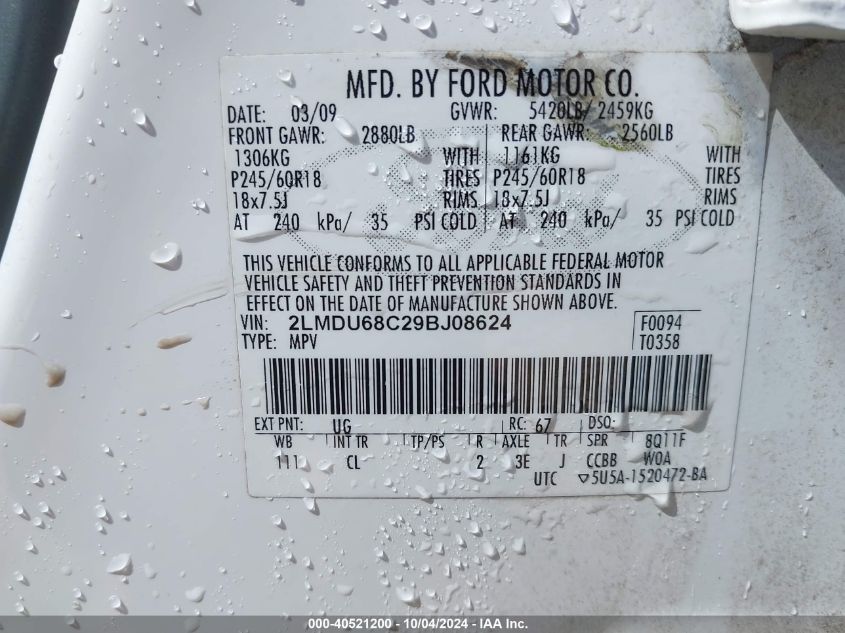 MFD. BY FORD MOTOR CO.
DATE: 03/09 GVWR: 5420LB/ 2459KG
FRONT GAWR: 2880LB REAR GAWR: 2560LB
1306KG WITH 1161KG WITH
P245/60R18 TIRES P245/60R18 TIRES
18x7.5J RIMS 18x7.5J RIMS
AT 240 kPa/ 35 PSI COLD AT 240 kPa/ 35 PSI COLD
THIS VEHICLE CONFORMS TO ALL APPLICABLE FEDERAL MOTOR
VEHICLE SAFETY AND THEFT PREVENTION STANDARDS IN
EFFECT ON THE DATE OF MANUFACTURE SHOWN ABOVE.
VIN: 2LMDU68C29BJ08624 F0094
TYPE: MPV T0358
EXT PNT: UG RC: 67 DSO:
WB INT TR TP/PS R AXLE TR SPR 8Q11F
111 CL 2 3E J CCBB WOA
UTC ▽5U5A-1520472-BA
000-40521200 - 10/04/2024 - IAA Inc.